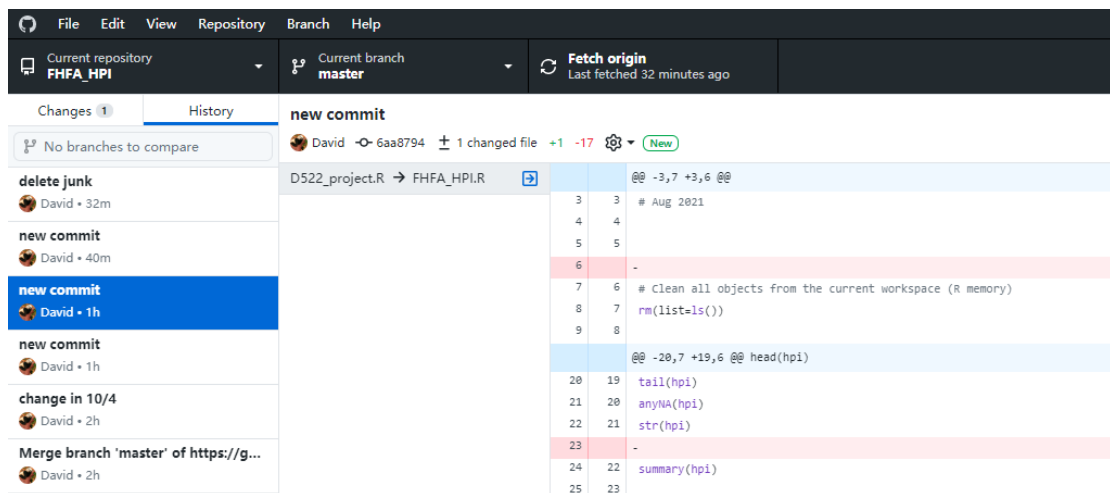 File Edit View Repository Branch Help
Current repository
FHFA_HPI
Current branch
master
Fetch origin
Last fetched 32 minutes ago
Changes 1 History
No branches to compare
delete junk
David • 32m
new commit
David • 40m
new commit
David • 1h
new commit
David • 1h
change in 10/4
David • 2h
Merge branch 'master' of https://g...
David • 2h
new commit
David 6aa8794 1 changed file +1 -17 New
D522_project.R → FHFA_HPI.R
@@ -3,7 +3,6 @@
3 3 # Aug 2021
4 4
5 5
6 -
7 6 # Clean all objects from the current workspace (R memory)
8 7 rm(list=ls())
9 8
@@ -20,7 +19,6 @@ head(hpi)
20 19 tail(hpi)
21 20 anyNA(hpi)
22 21 str(hpi)
23 -
24 22 summary(hpi)
25 23